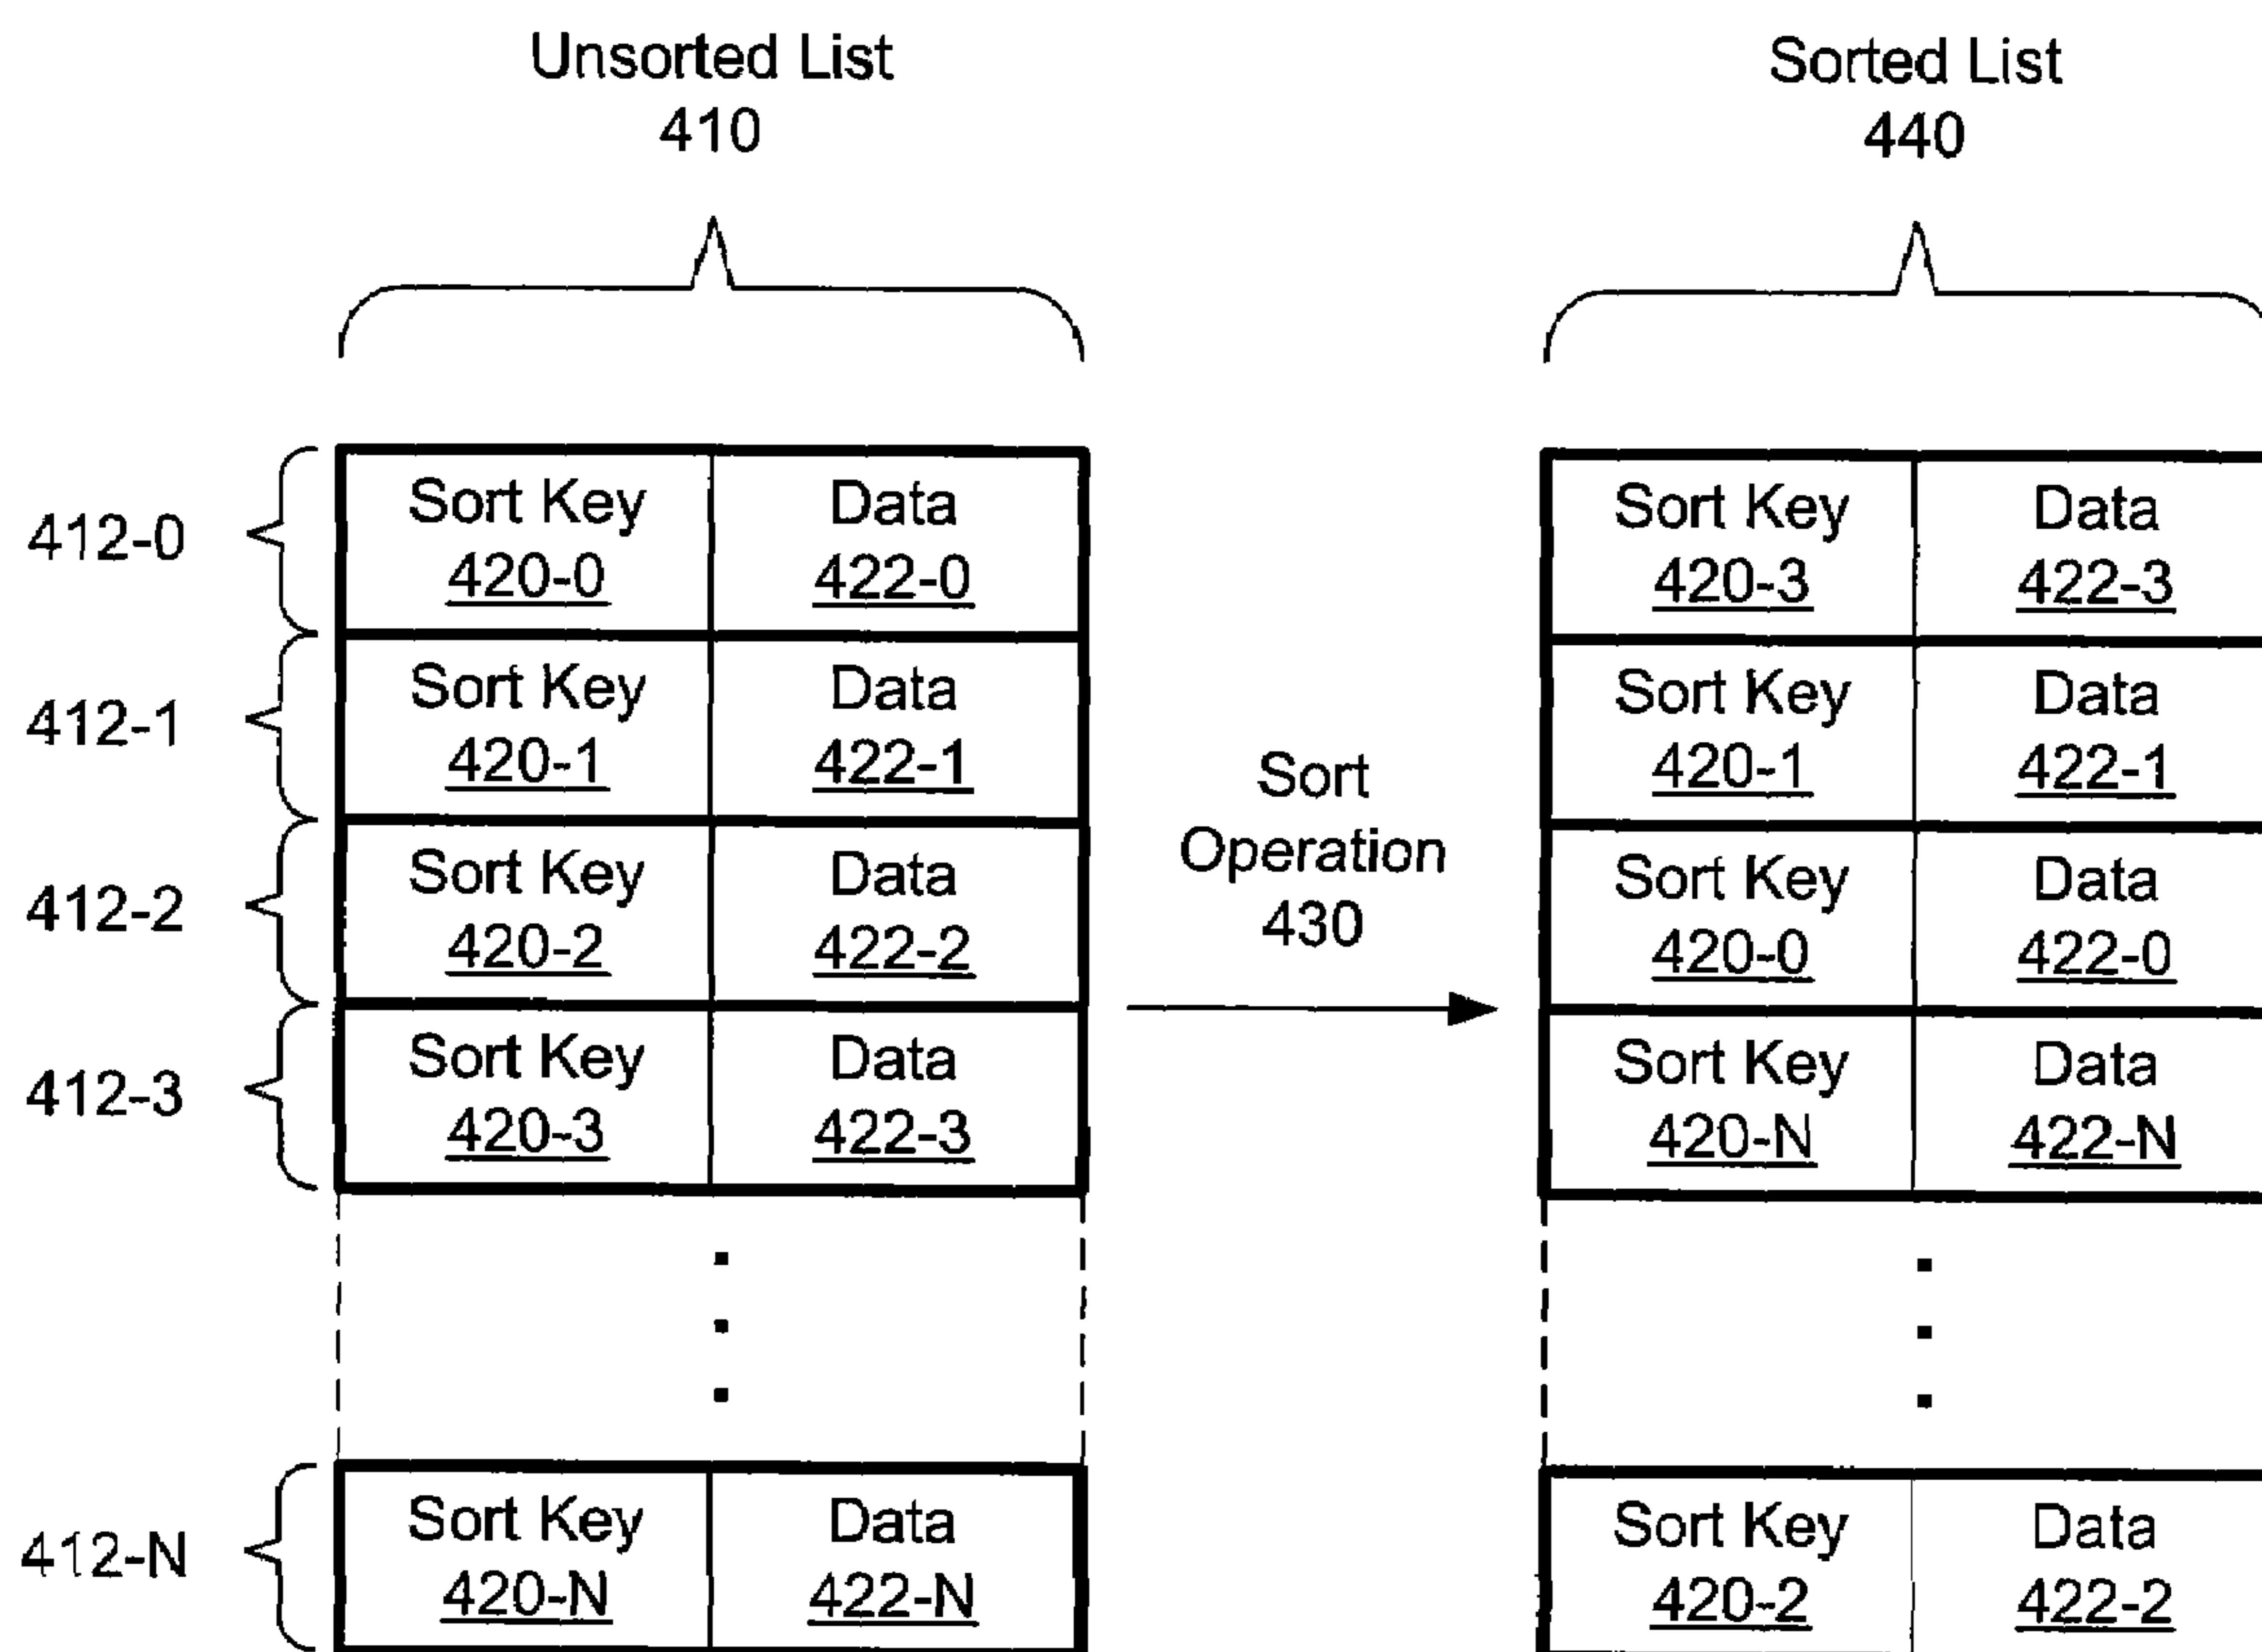 Unsorted List
410
Sorted List
440
412-0
Sort Key
420-0
Data
422-0
412-1
Sort Key
420-1
Data
422-1
412-2
Sort Key
420-2
Data
422-2
412-3
Sort Key
420-3
Data
422-3
412-N
Sort Key
420-N
Data
422-N
Sort
Operation
430
Sort Key
420-3
Data
422-3
Sort Key
420-1
Data
422-1
Sort Key
420-0
Data
422-0
Sort Key
420-N
Data
422-N
Sort Key
420-2
Data
422-2